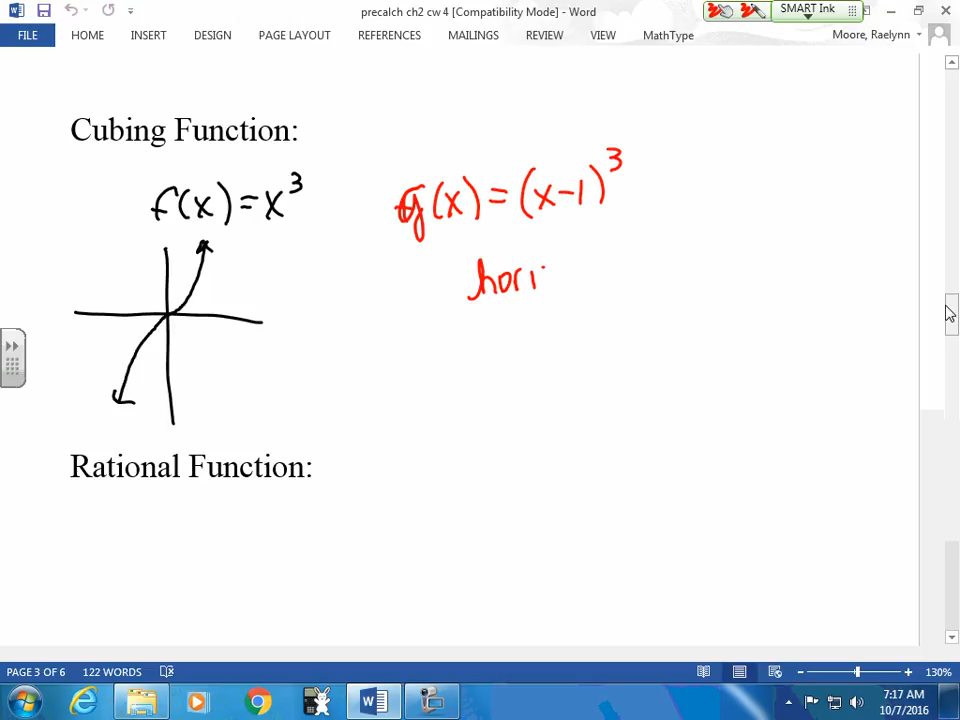 precalch ch2 cw 4 [Compatibility Mode] - Word
SMART Ink
FILE HOME INSERT DESIGN PAGE LAYOUT REFERENCES MAILINGS REVIEW VIEW MathType Moore, Raelynn
Cubing Function:
f(x)=x³
g(x)=(x-1)³
hori
Rational Function:
PAGE 3 OF 6 122 WORDS 130%
7:17 AM
10/7/2016